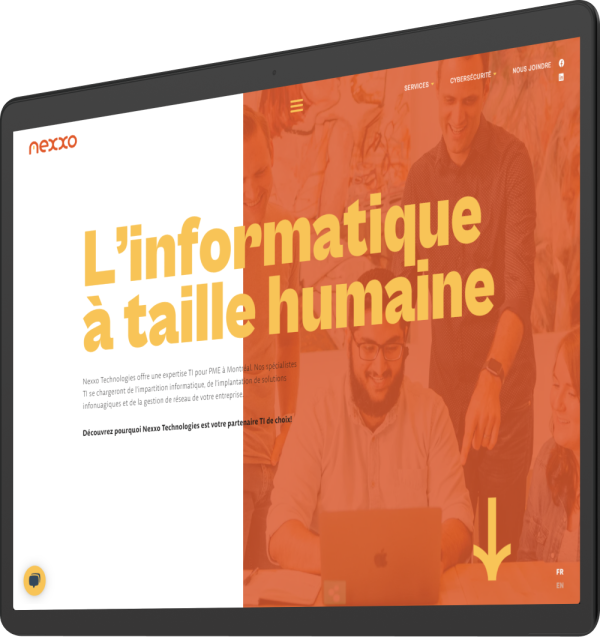 nexxo
SERVICES
CYBERSÉCURITÉ
NOUS JOINDRE
L'informatique
à taille humaine
Nexxo Technologies offre une expertise TI pour PME à Montréal. Nos spécialistes
TI se chargeront de l'impartition informatique, de l'implantation de solutions
infonuagiques et de la gestion de réseau de votre entreprise.
Découvrez pourquoi Nexxo Technologies est votre partenaire TI de choix!
FR
EN